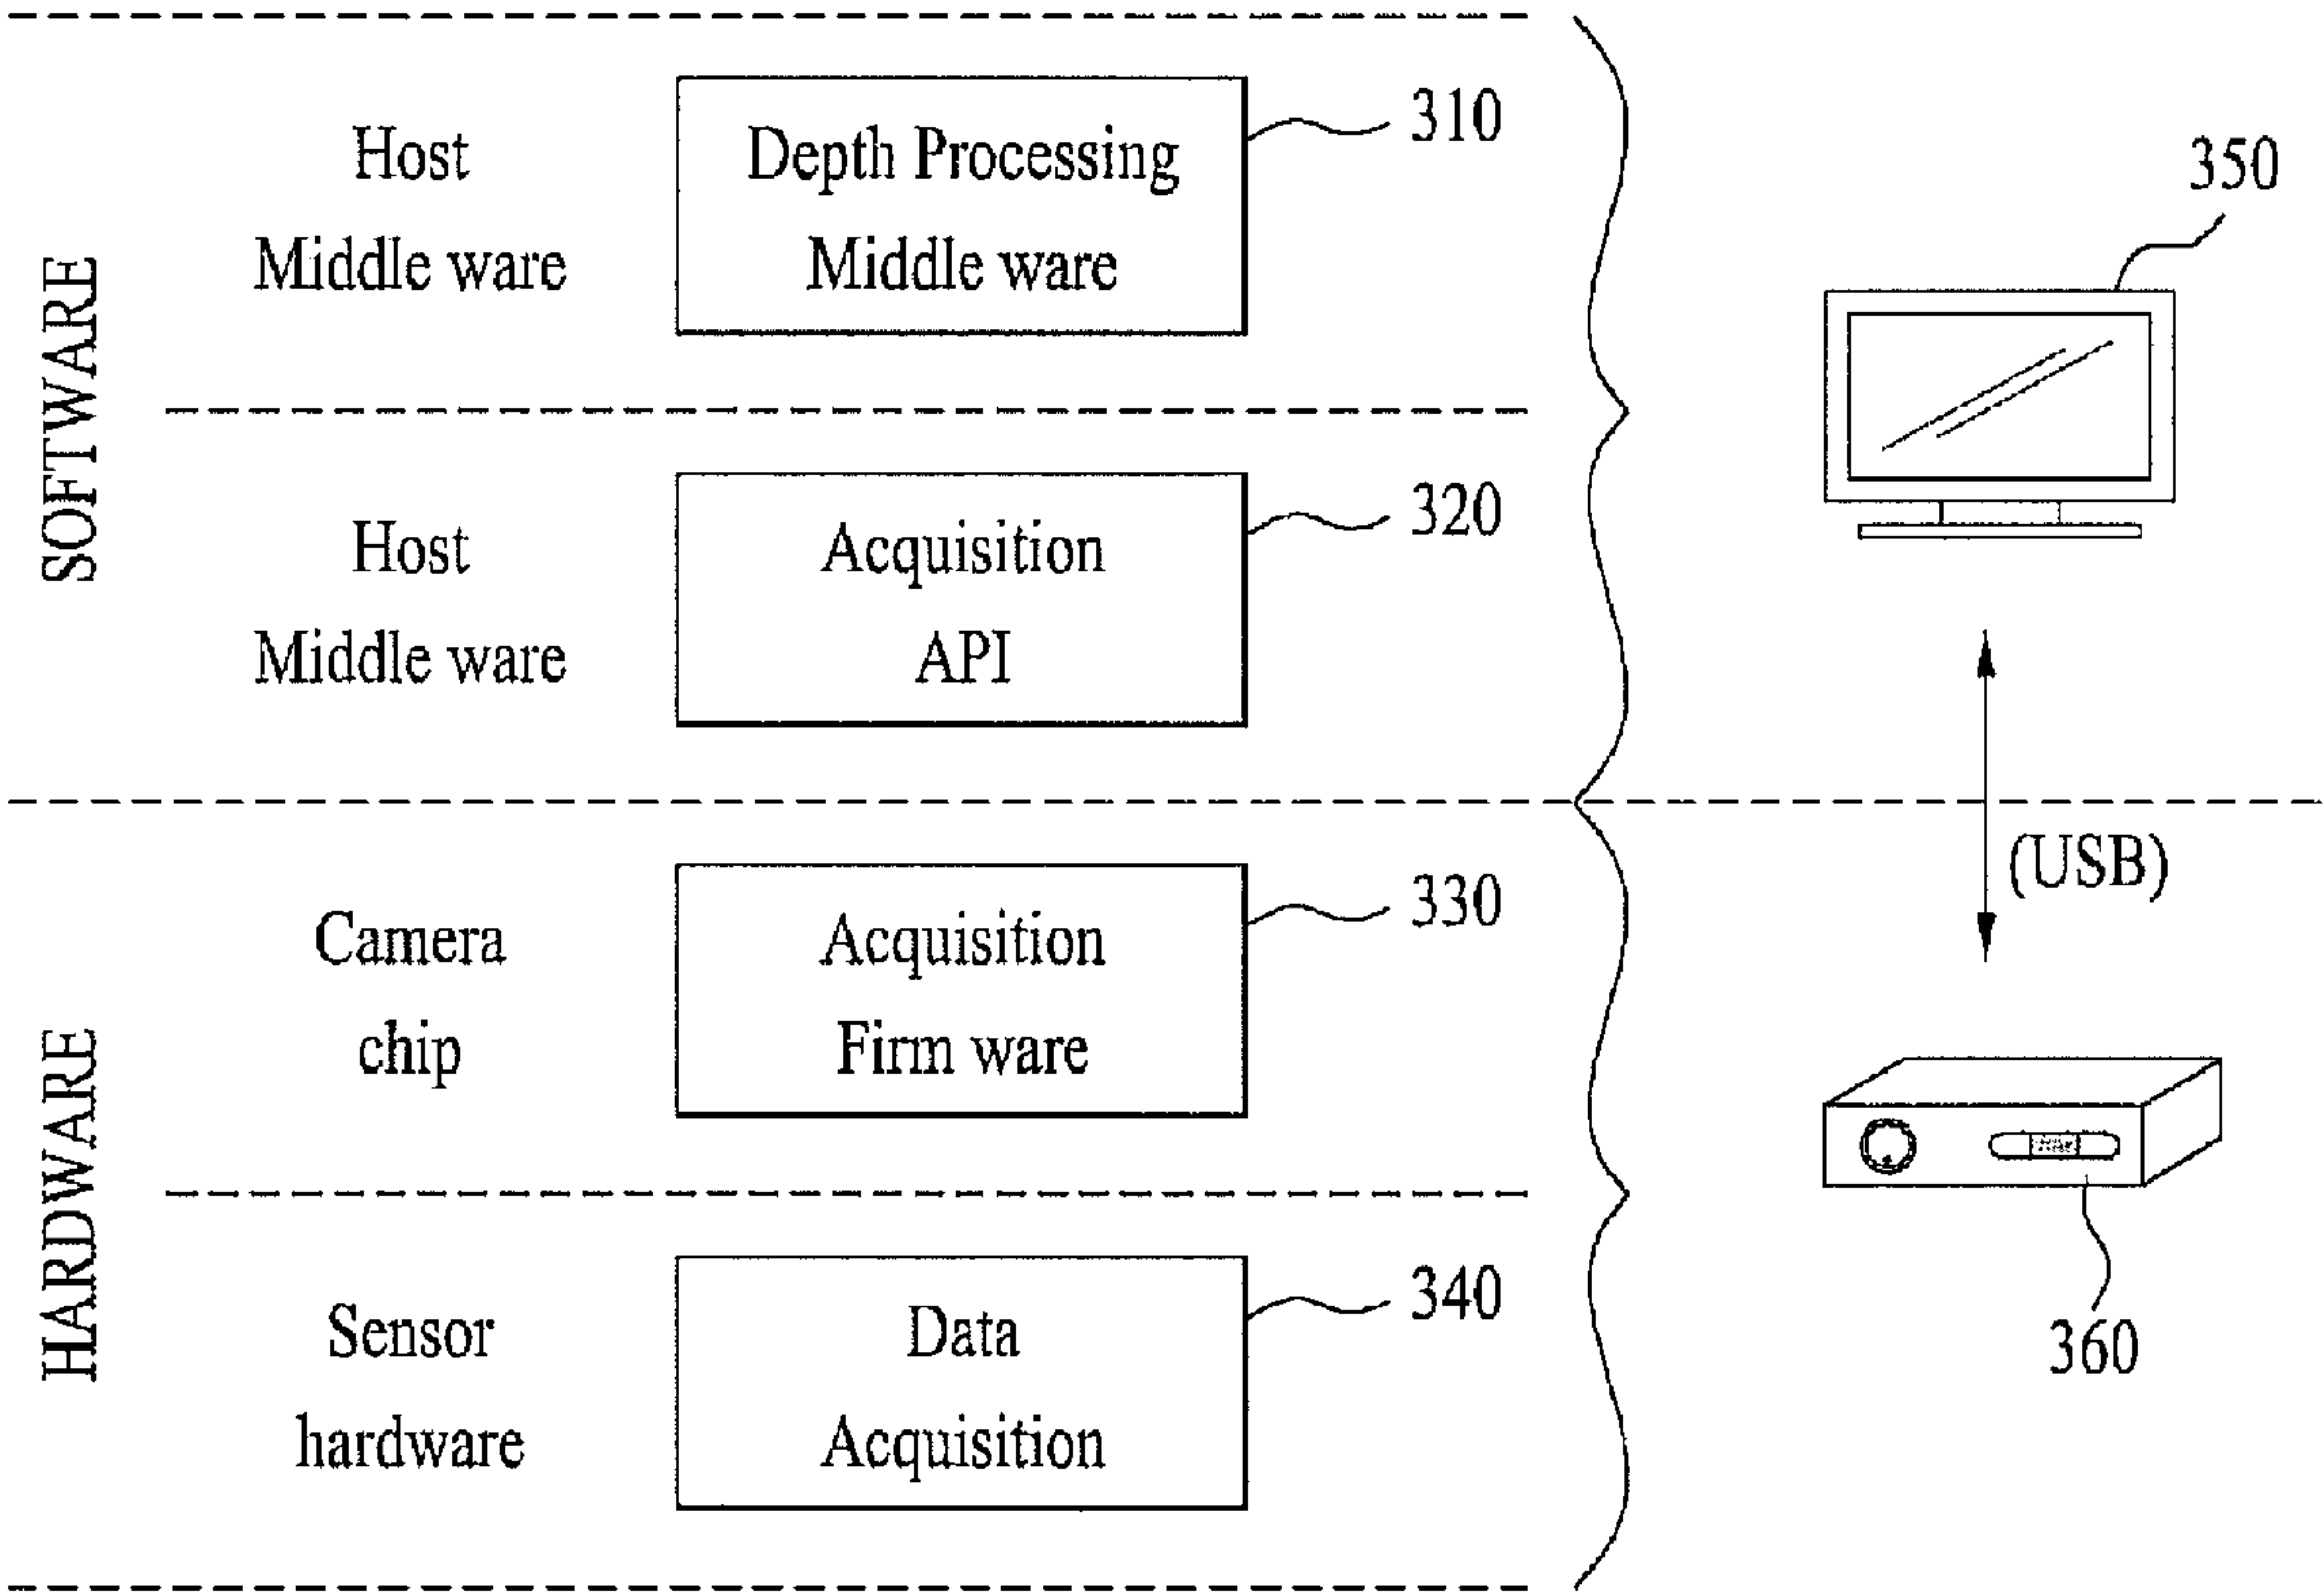 SOFTWARE
Host
Middle ware
Depth Processing
Middle ware
310
Host
Middle ware
Acquisition
API
320
350
(USB)
HARDWARE
Camera
chip
Acquisition
Firm ware
330
Sensor
hardware
Data
Acquisition
340
360